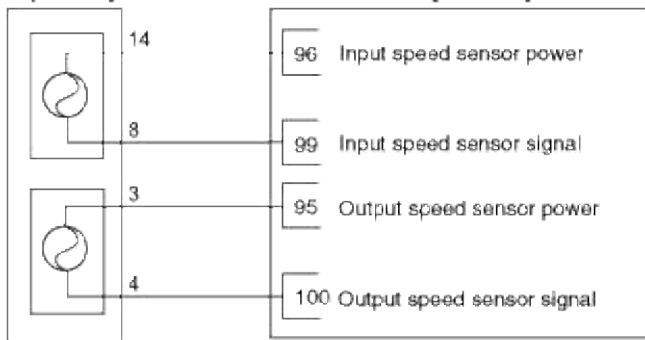 14
96 Input speed sensor power
8
99 Input speed sensor signal
3
95 Output speed sensor power
4
100 Output speed sensor signal